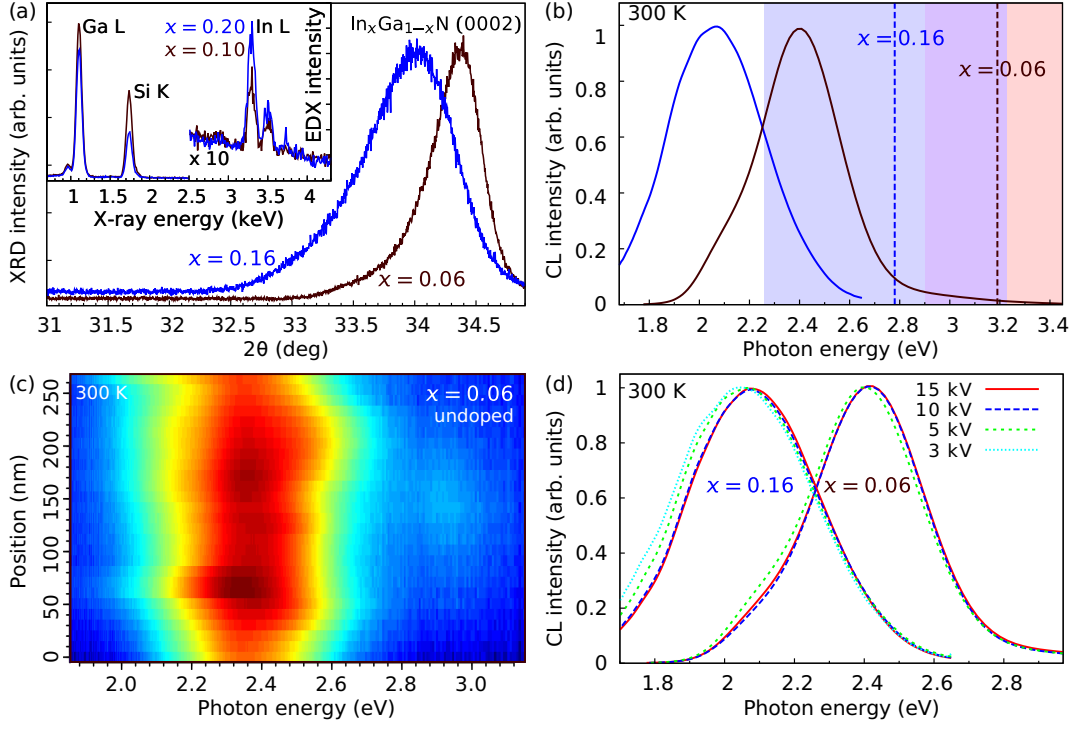 (a)
Ga L
x = 0.20
x = 0.10
In L
InₓGa₁₋ₓN (0002)
Si K
x 10
EDX intensity
1 1.5 2 2.5 3 3.5 4
X-ray energy (keV)
XRD intensity (arb. units)
x = 0.16
x = 0.06
31 31.5 32 32.5 33 33.5 34 34.5
2θ (deg)
(b)
300 K
x = 0.16
x = 0.06
CL intensity (arb. units)
1
0.8
0.6
0.4
0.2
0
1.8 2 2.2 2.4 2.6 2.8 3 3.2 3.4
Photon energy (eV)
(c)
300 K
x = 0.06
undoped
Position (nm)
250
200
150
100
50
0
2.0 2.2 2.4 2.6 2.8 3.0
Photon energy (eV)
(d)
300 K
15 kV
10 kV
5 kV
3 kV
x = 0.16
x = 0.06
CL intensity (arb. units)
1
0.8
0.6
0.4
0.2
0
1.8 2 2.2 2.4 2.6 2.8
Photon energy (eV)